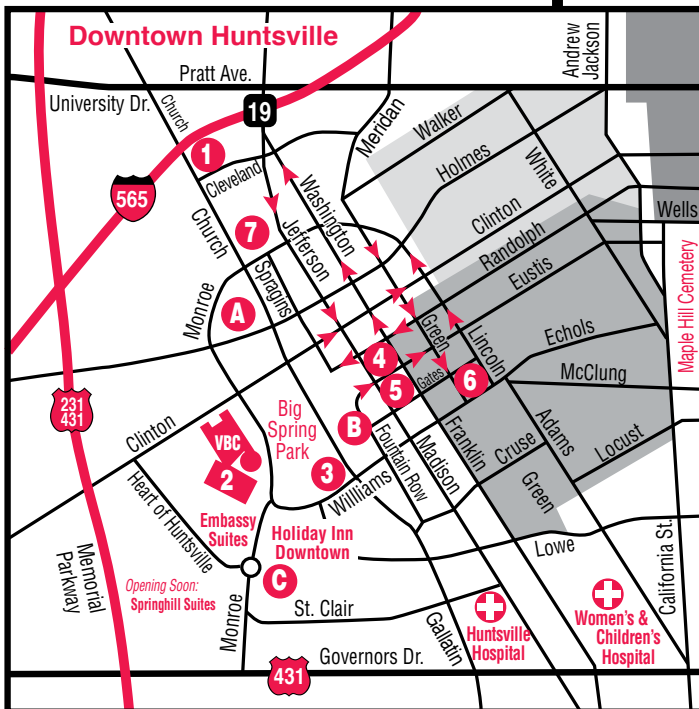 Downtown Huntsville
Andrew
Jackson
Pratt Ave.
University Dr.
Church
19
Meridan
Walker
1
Cleveland
Holmes
White
565
Church
Washington
Clinton
Wells
7
Jefferson
Randolph
Spragins
Eustis
Monroe
A
Green
Lincoln
Echols
Maple Hill Cemetery
4
McClung
231
431
5
Gates
6
Clinton
Big
Spring
Park
B
Adams
VBC
Fountain Row
Madison
Franklin
Cruse
Locust
2
3
Willliams
Green
Heart of Huntsville
Embassy
Suites
Holiday Inn
Downtown
Lowe
California St.
Memorial
Parkway
Opening Soon:
Springhill Suites
C
Monroe
St. Clair
Gallatin
Huntsville
Hospital
Women's &
Children's
Hospital
Governors Dr.
431